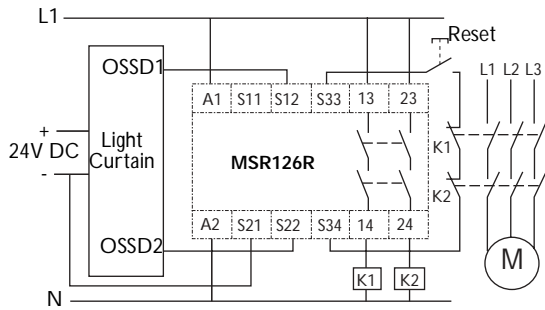 L1
Reset
OSSD1
L1 L2 L3
A1 S11 S12 S33 13 23
+
24V DC
-
Light
Curtain
MSR126R
K1
K2
A2 S21 S22 S34 14 24
OSSD2
K1 K2
M
N